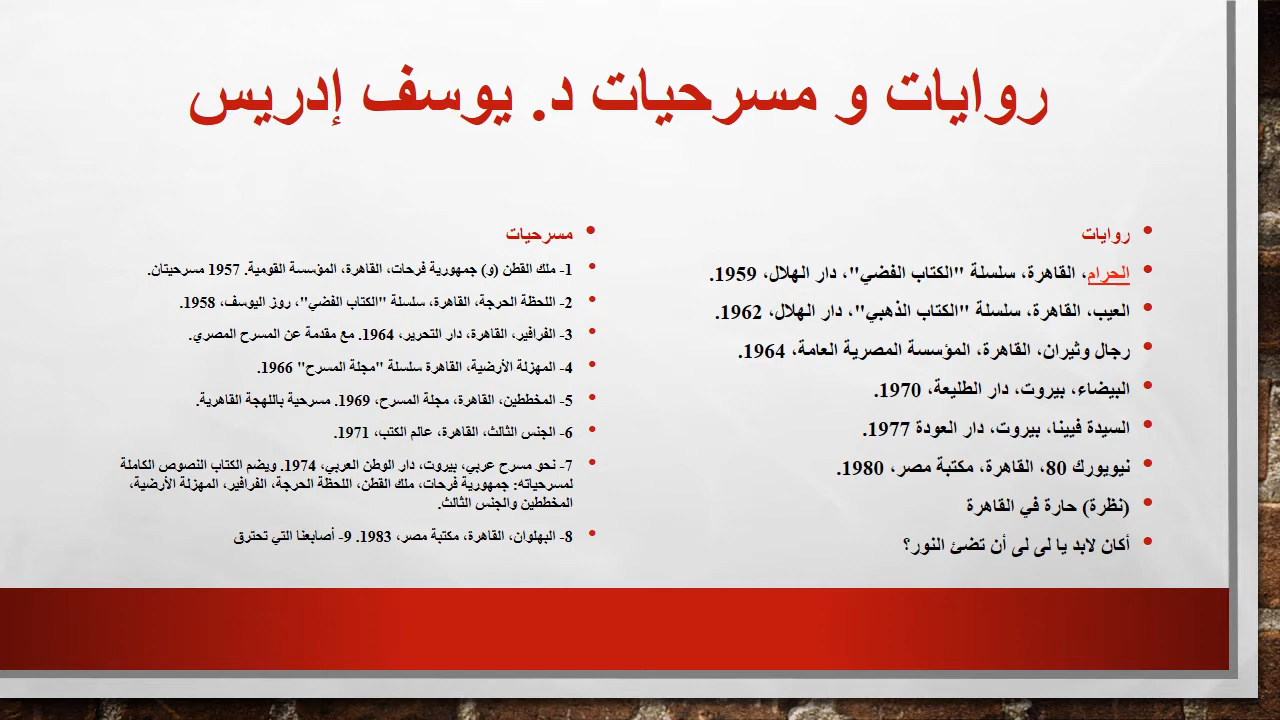 روايات و مسرحيات د. يوسف إدريس
روايات
الحرام، القاهرة، سلسلة "الكتاب الفضي"، دار الهلال، 1959.
العيب، القاهرة، سلسلة "الكتاب الذهبي"، دار الهلال، 1962.
رجال وثيران، القاهرة، المؤسسة المصرية العامة، 1964.
البيضاء، بيروت، دار الطليعة، 1970.
السيدة فيينا، بيروت، دار العودة 1977.
نيويورك 80، القاهرة، مكتبة مصر، 1980.
(نظرة) حارة في القاهرة
أكان لابد يا لى لى أن تضئ النور؟
مسرحيات
1- ملك القطن (و) جمهورية فرحات، القاهرة، المؤسسة القومية. 1957 مسرحيتان.
2- اللحظة الحرجة، القاهرة، سلسلة "الكتاب الفضي"، روز اليوسف، 1958.
3- الفرافير، القاهرة، دار التحرير، 1964. مع مقدمة عن المسرح المصري.
4- المهزلة الأرضية، القاهرة سلسلة "مجلة المسرح" 1966.
5- المخططين، القاهرة، مجلة المسرح، 1969. مسرحية باللهجة القاهرية.
6- الجنس الثالث، القاهرة، عالم الكتب، 1971.
7- نحو مسرح عربي، بيروت، دار الوطن العربي، 1974. ويضم الكتاب النصوص الكاملة
لمسرحياته: جمهورية فرحات، ملك القطن، اللحظة الحرجة، الفرافير، المهزلة الأرضية،
المخططين والجنس الثالث.
8- البهلوان، القاهرة، مكتبة مصر، 1983. 9- أصابعنا التي تحترق